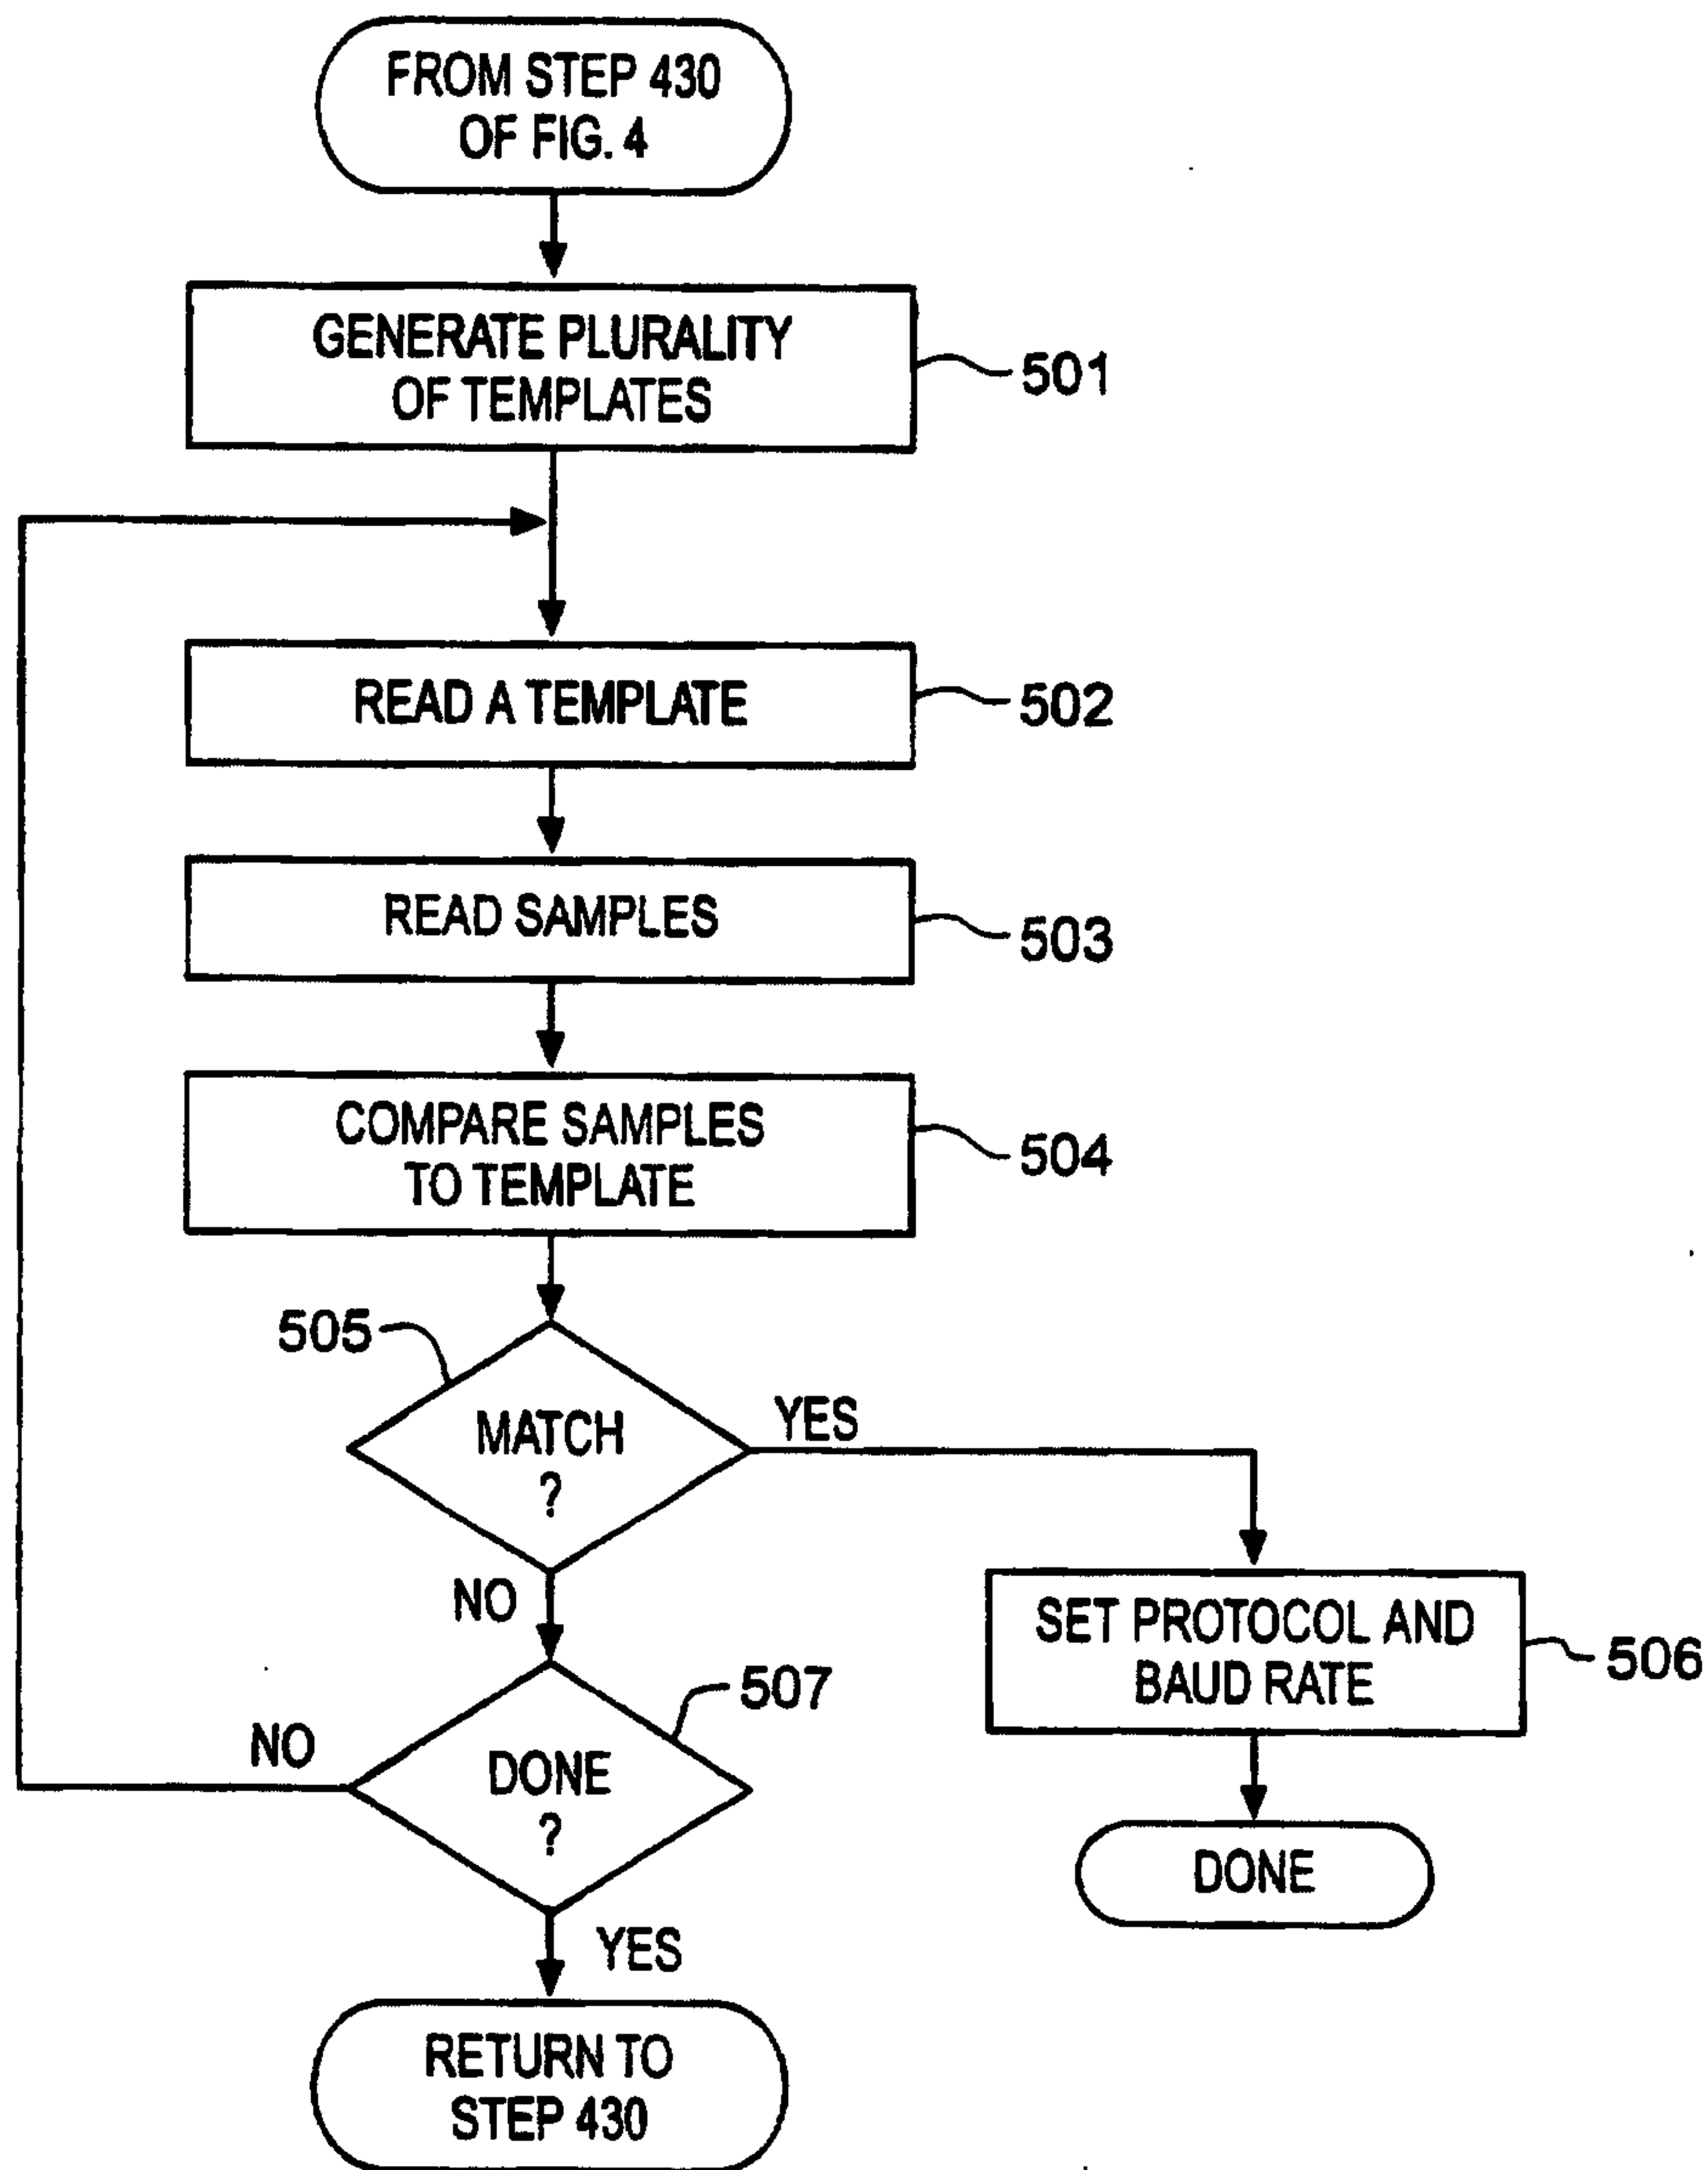 FROM STEP 430
OF FIG. 4
GENERATE PLURALITY
OF TEMPLATES
501
READ A TEMPLATE
502
READ SAMPLES
503
COMPARE SAMPLES
TO TEMPLATE
504
505
MATCH
?
YES
NO
SET PROTOCOL AND
BAUD RATE
506
507
NO
DONE
?
DONE
YES
RETURN TO
STEP 430